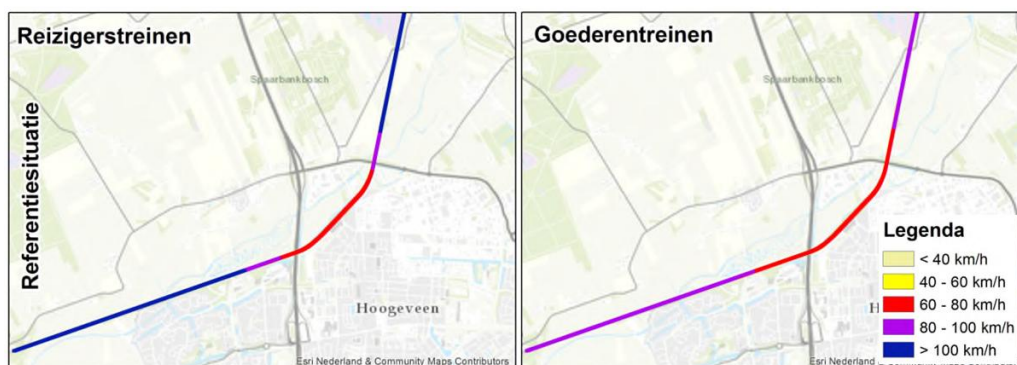 Reizigerstreinen
Referentiesituatie
Spaarbankbosch
Hoogeveen
Esri Nederland & Community Maps Contributors
Goederentreinen
Spaarbankbosch
Legenda
< 40 km/h
40 - 60 km/h
60 - 80 km/h
80 - 100 km/h
> 100 km/h
H
Esri Nederland